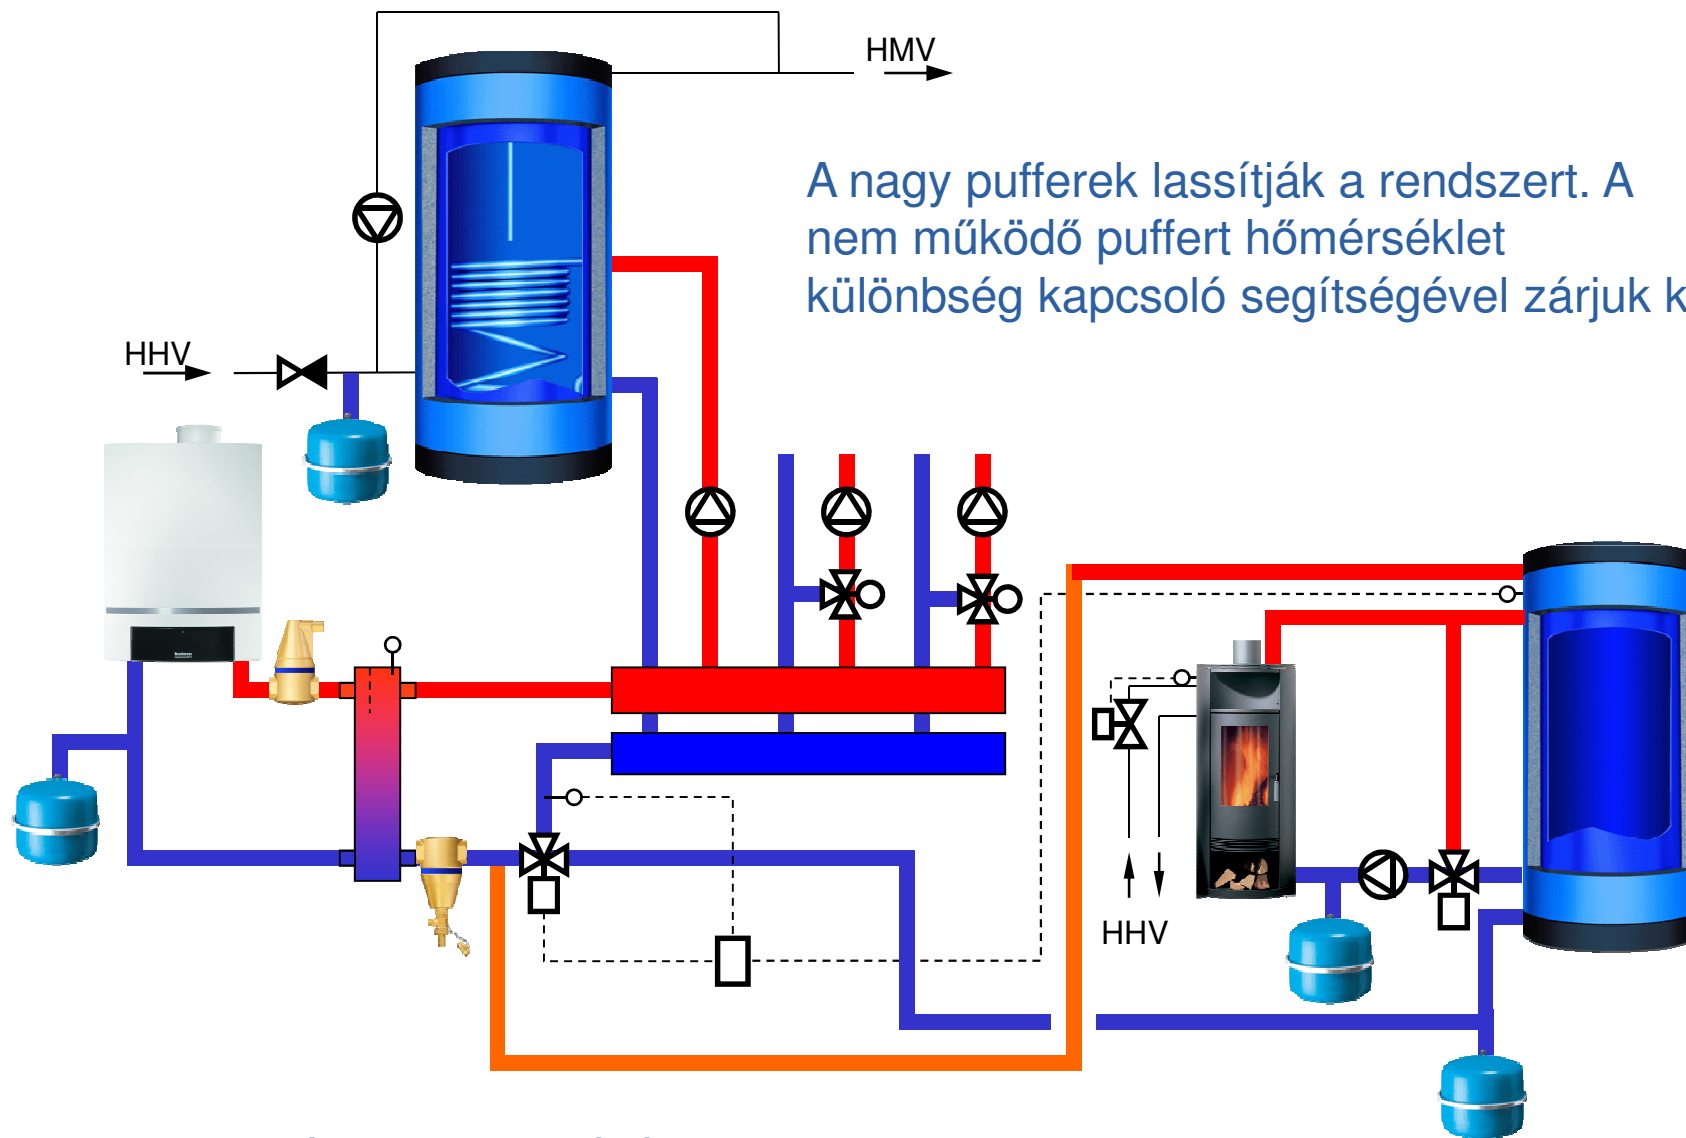 HMV
A nagy pufferek lassítják a rendszert. A
nem működő puffert hőmérséklet
különbség kapcsoló segítségével zárjuk k
HHV
HHV